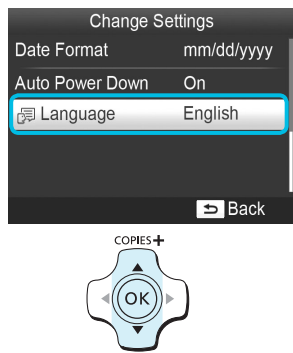 Change Settings
Date Format mm/dd/yyyy
Auto Power Down On
Language English
Back
COPIES+
OK